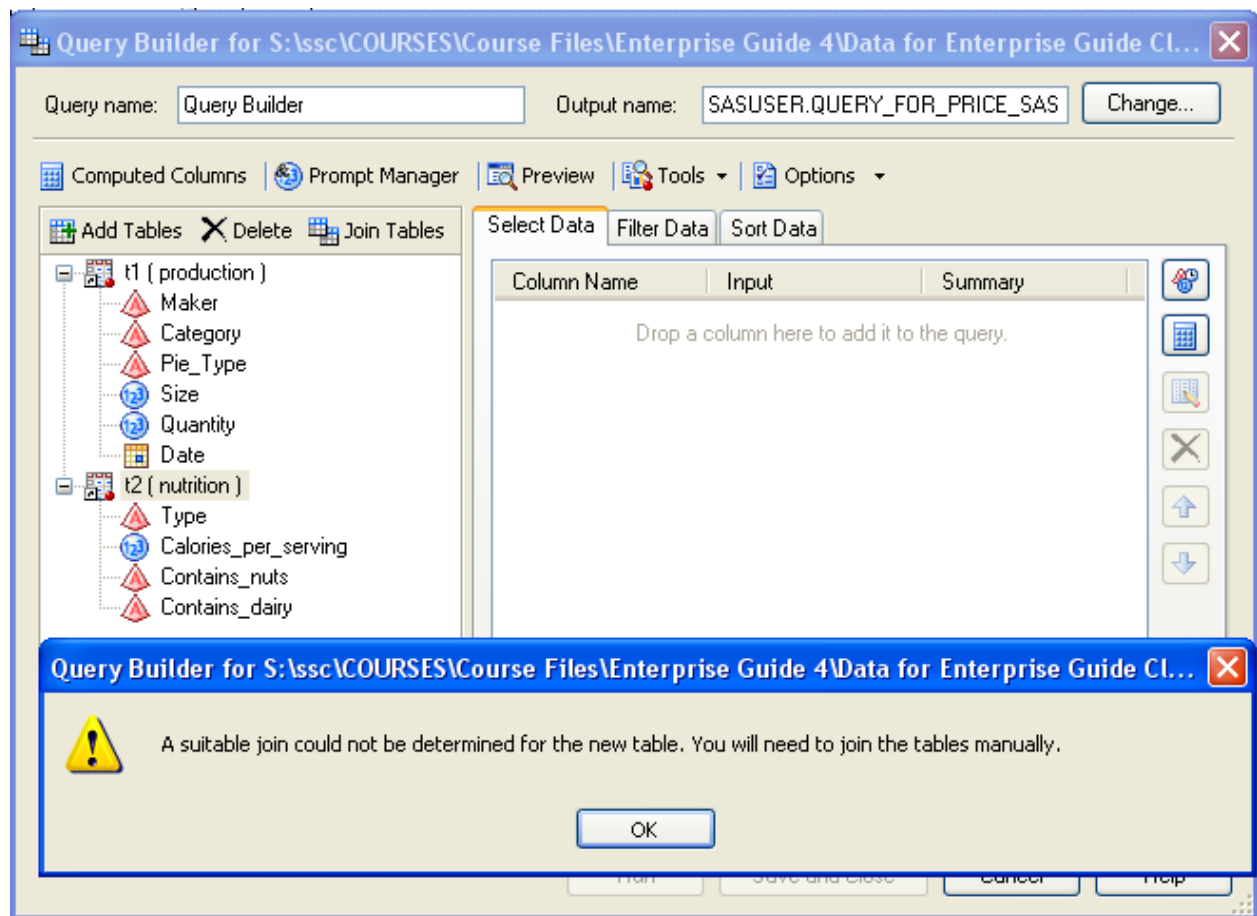 Query Builder for S:\ssc\COURSES\Course Files\Enterprise Guide 4\Data for Enterprise Guide Cl...
Query name: Query Builder Output name: SASUSER.QUERY_FOR_PRICE_SAS Change...
Computed Columns Prompt Manager Preview Tools Options
Add Tables Delete Join Tables Select Data Filter Data Sort Data
t1 ( production ) Column Name Input Summary
Maker
Category Drop a column here to add it to the query.
Pie_Type
Size
Quantity
Date
t2 ( nutrition )
Type
Calories_per_serving
Contains_nuts
Contains_dairy
Query Builder for S:\ssc\COURSES\Course Files\Enterprise Guide 4\Data for Enterprise Guide Cl...
A suitable join could not be determined for the new table. You will need to join the tables manually.
OK
Run Save and Close Cancel Help